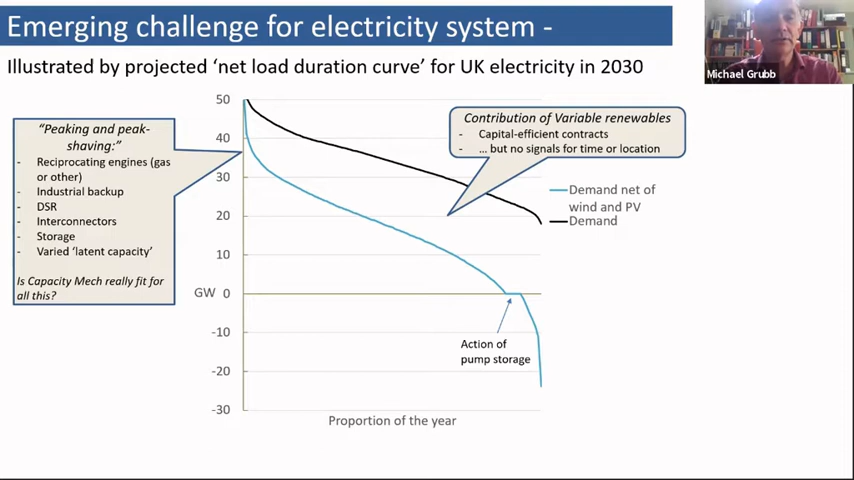 Emerging challenge for electricity system -
Michael Grubb
Illustrated by projected ‘net load duration curve’ for UK electricity in 2030
“Peaking and peak-
shaving:”
- Reciprocating engines (gas
or other)
- Industrial backup
- DSR
- Interconnectors
- Storage
- Varied ‘latent capacity’
Is Capacity Mech really fit for
all this?
50
40
30
20
10
GW 0
-10
-20
-30
Contribution of Variable renewables
- Capital-efficient contracts
- … but no signals for time or location
Demand net of
wind and PV
Demand
Action of
pump storage
Proportion of the year